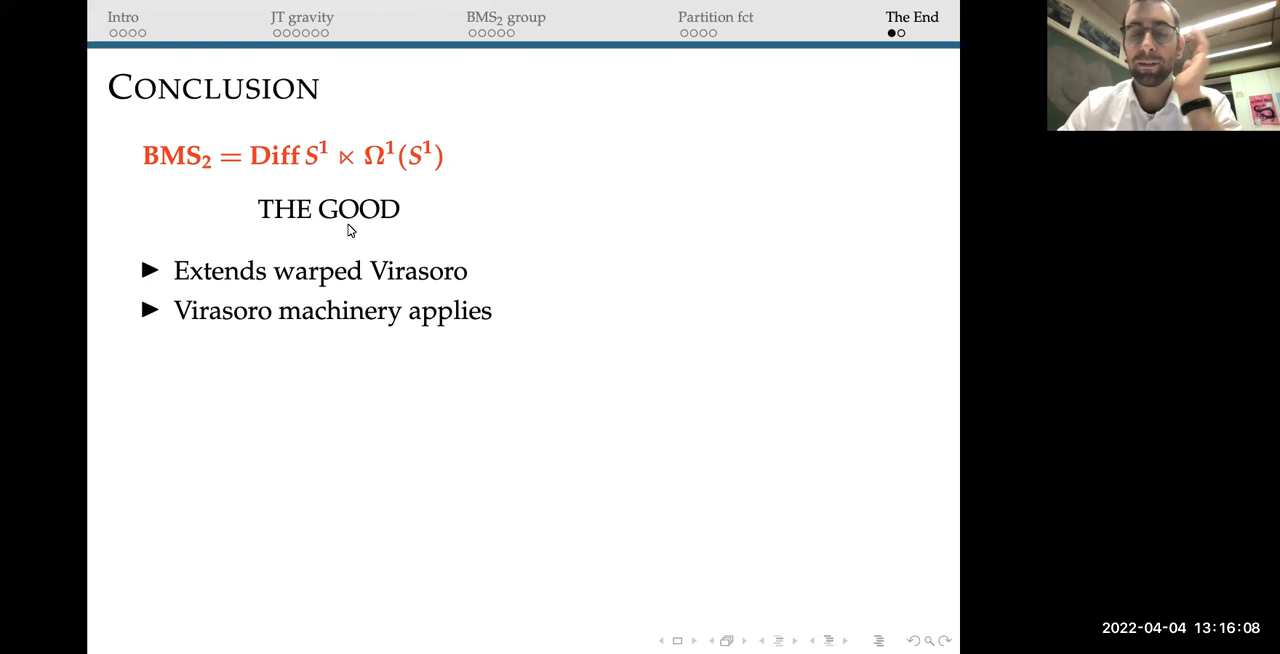 Intro JT gravity BMS₂ group Partition fct The End
CONCLUSION
BMS₂ = Diff S¹ ⋉ Ω¹(S¹)
THE GOOD
Extends warped Virasoro
Virasoro machinery applies
2022-04-04 13:16:08